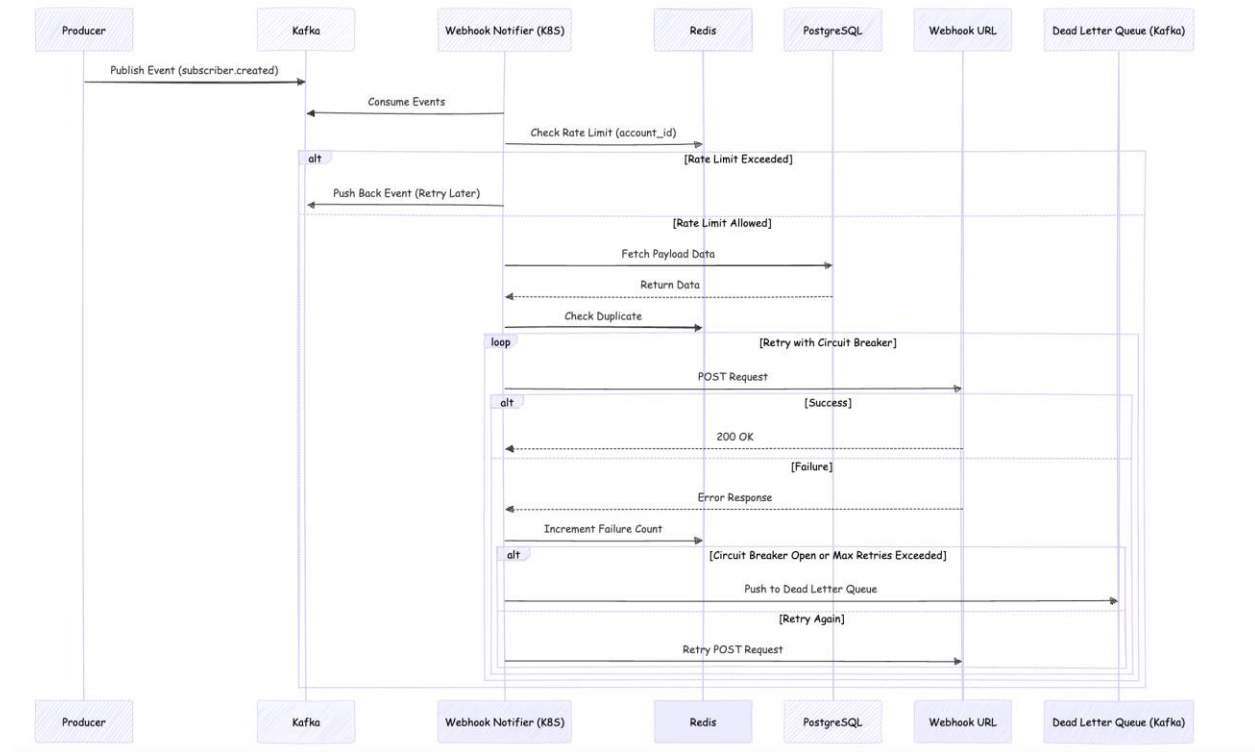 Producer
Kafka
Webhook Notifier (K8S)
Redis
PostgreSQL
Webhook URL
Dead Letter Queue (Kafka)
Publish Event (subscriber.created)
Consume Events
Check Rate Limit (account_id)
alt
[Rate Limit Exceeded]
Push Back Event (Retry Later)
[Rate Limit Allowed]
Fetch Payload Data
Return Data
Check Duplicate
loop
[Retry with Circuit Breaker]
POST Request
alt
[Success]
200 OK
[Failure]
Error Response
Increment Failure Count
alt
[Circuit Breaker Open or Max Retries Exceeded]
Push to Dead Letter Queue
[Retry Again]
Retry POST Request
Producer
Kafka
Webhook Notifier (K8S)
Redis
PostgreSQL
Webhook URL
Dead Letter Queue (Kafka)